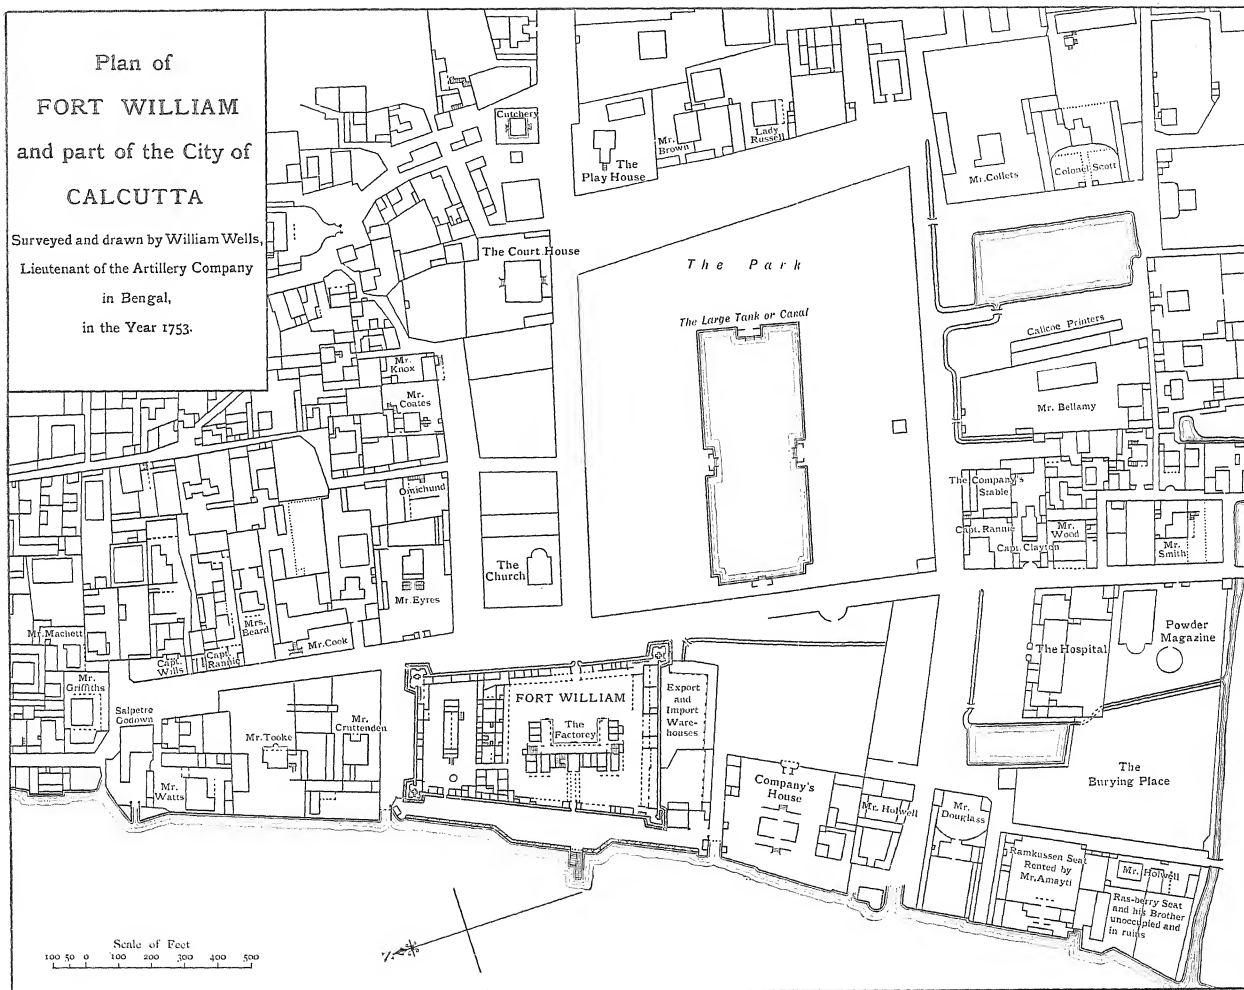 Plan of
FORT WILLIAM
and part of the City of
CALCUTTA
Surveyed and drawn by William Wells,
Lieutenant of the Artillery Company
in Bengal,
in the Year 1753.
Cutchery
The
Play House
Mr.
Brown
Lady
Russell
Mr. Collets
Colonel Scott
The Court House
The Park
The Large Tank or Canal
Calicoe Printers
Mr. Bellamy
Mr.
Knox
Mr.
Coates
Omichund
The Company's
Stable
Capt. Rannie
Capt. Clayton
Mr.
Wood
Mr.
Smith
The
Church
Mr. Eyres
Mrs.
Beard
Mr. Cook
Capt.
Wills
Capt.
Rannie
Mr. Machett
Mr.
Griffiths
The Hospital
Powder
Magazine
Salpetre
Godown
Mr. Tooke
Mr.
Cruttenden
Mr.
Watts
FORT WILLIAM
The
Factorey
Export
and
Import
Ware-
houses
Company's
House
Mr. Holwell
Mr.
Douglass
The
Burying Place
Ramkussen Seat
Rented by
Mr. Amayti
Mr. Holwell
Ras-berry Seat
and his Brother
unoccupied and
in ruins
Scale of Feet
100 50 0 100 200 300 400 500